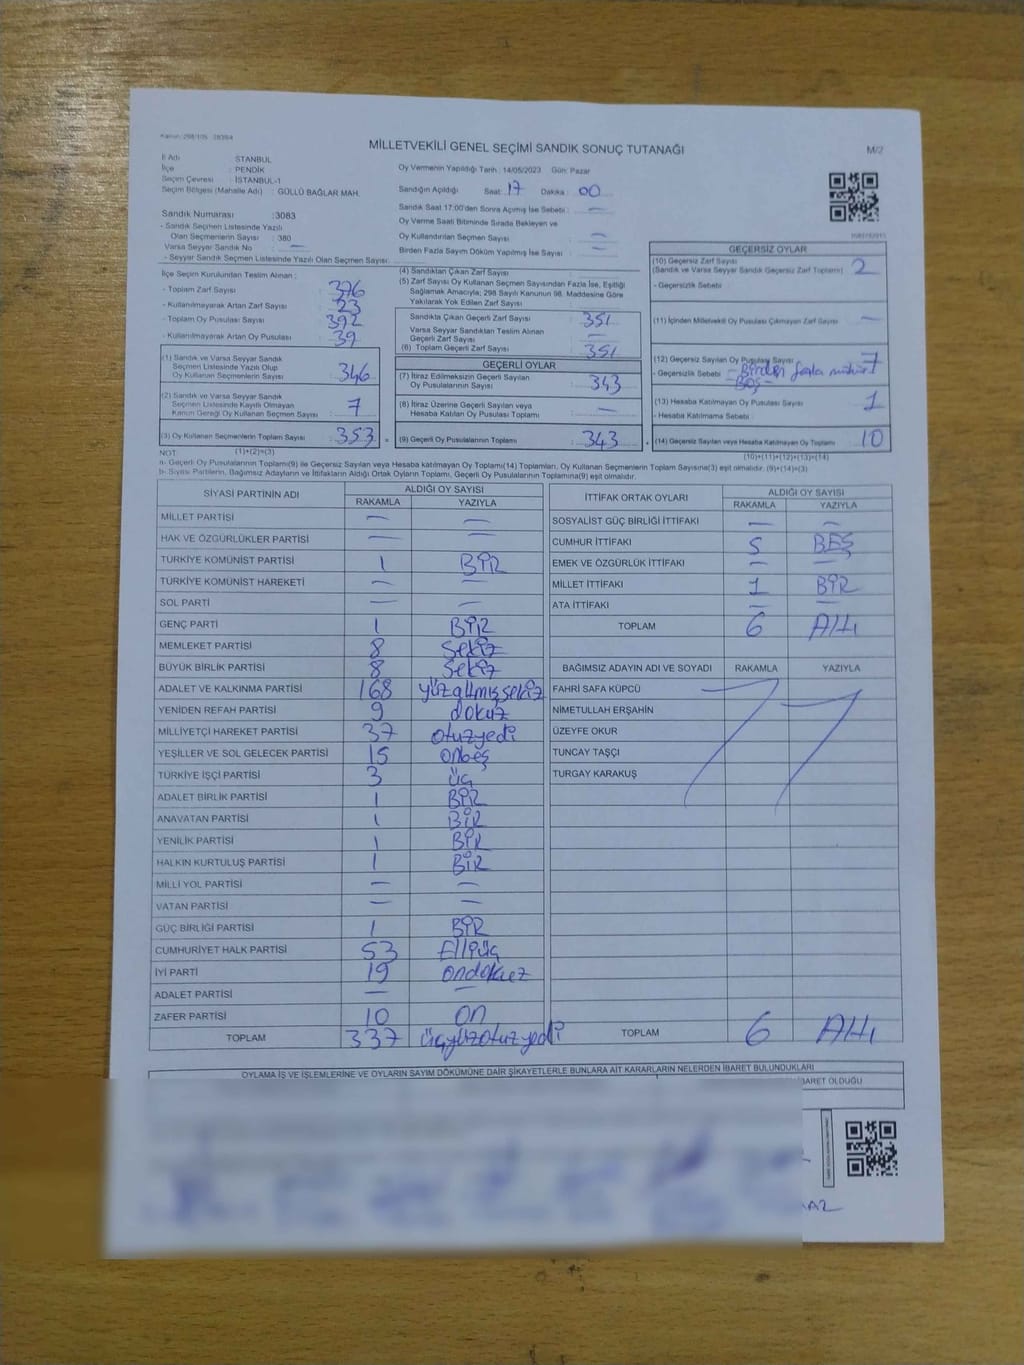 MİLLETVEKİLİ GENEL SEÇİMİ SANDIK SONUÇ TUTANAĞI
M/2
İl Adı : İSTANBUL
İlçe : PENDİK
Seçim Çevresi : İSTANBUL-1
Seçim Bölgesi (Mahalle Adı) : GÜLLÜ BAĞLAR MAH.
Oy Vermenin Yapıldığı Tarih : 14/05/2023 Gün: Pazar
Sandığın Açıldığı Saat: 17 Dakika: 00
Sandık Saat 17:00'den Sonra Açılmış İse Sebebi : —
Oy Verme Saati Bitiminde Sırada Bekleyen ve
Oy Kullandırılan Seçmen Sayısı : —
Birden Fazla Sayım Döküm Yapılmış İse Sayısı : —
Sandık Numarası : 3083
- Sandık Seçmen Listesinde Yazılı
Olan Seçmenlerin Sayısı : 380
Varsa Seyyar Sandık No : —
- Seyyar Sandık Seçmen Listesinde Yazılı Olan Seçmen Sayısı:
İlçe Seçim Kurulundan Teslim Alınan :
- Toplam Zarf Sayısı : 376
- Kullanılmayarak Artan Zarf Sayısı : 23
- Toplam Oy Pusulası Sayısı : 392
- Kullanılmayarak Artan Oy Pusulası : 39
(1) Sandık ve Varsa Seyyar Sandık
Seçmen Listesinde Yazılı Olup
Oy Kullanan Seçmenlerin Sayısı : 346
(2) Sandık ve Varsa Seyyar Sandık
Seçmen Listesinde Kayıtlı Olmayan
Kanun Gereği Oy Kullanan Seçmen Sayısı : 7
(3) Oy Kullanan Seçmenlerin Toplam Sayısı : 353
(1)+(2)=(3)
(4) Sandıktan Çıkan Zarf Sayısı : —
(5) Zarf Sayısı Oy Kullanan Seçmen Sayısından Fazla İse, Eşitliği
Sağlamak Amacıyla; 298 Sayılı Kanunun 98. Maddesine Göre
Yakılarak Yok Edilen Zarf Sayısı : —
Sandıkta Çıkan Geçerli Zarf Sayısı : 351
Varsa Seyyar Sandıktan Teslim Alınan
Geçerli Zarf Sayısı : —
(6) Toplam Geçerli Zarf Sayısı : 351
GEÇERLİ OYLAR
(7) İtiraz Edilmeksizin Geçerli Sayılan
Oy Pusulalarının Sayısı : 343
(8) İtiraz Üzerine Geçerli Sayılan veya
Hesaba Katılan Oy Pusulası Toplamı : —
(9) Geçerli Oy Pusulalarının Toplamı : 343
GEÇERSİZ OYLAR
(10) Geçersiz Zarf Sayısı : 2
(Sandık ve Varsa Seyyar Sandık Geçersiz Zarf Toplamı)
- Geçersizlik Sebebi :
(11) İçinden Milletvekili Oy Pusulası Çıkmayan Zarf Sayısı : —
(12) Geçersiz Sayılan Oy Pusulası Sayısı : 7
- Geçersizlik Sebebi : - Birden fazla mühür
- Boş -
(13) Hesaba Katılmayan Oy Pusulası Sayısı : 1
- Hesaba Katılmama Sebebi :
(14) Geçersiz Sayılan veya Hesaba Katılmayan Oy Toplamı : 10
(10)+(11)+(12)+(13)=(14)
NOT:
a- Geçerli Oy Pusulalarının Toplamı(9) ile Geçersiz Sayılan veya Hesaba Katılmayan Oy Toplamı(14) Toplamları, Oy Kullanan Seçmenlerin Toplam Sayısına(3) eşit olmalıdır. (9)+(14)=(3)
b- Siyasi Partilerin, Bağımsız Adayların ve İttifakların Aldığı Ortak Oyların Toplamı, Geçerli Oy Pusulalarının Toplamına(9) eşit olmalıdır.
SİYASİ PARTİNİN ADI ALDIĞI OY SAYISI
RAKAMLA YAZIYLA
MİLLET PARTİSİ — —
HAK VE ÖZGÜRLÜKLER PARTİSİ — —
TÜRKİYE KOMÜNİST PARTİSİ 1 BİR
TÜRKİYE KOMÜNİST HAREKETİ — —
SOL PARTİ — —
GENÇ PARTİ 1 BİR
MEMLEKET PARTİSİ 8 Sekiz
BÜYÜK BİRLİK PARTİSİ 8 Sekiz
ADALET VE KALKINMA PARTİSİ 168 yüzaltmışsekiz
YENİDEN REFAH PARTİSİ 9 dokuz
MİLLİYETÇİ HAREKET PARTİSİ 37 otuzyedi
YEŞİLLER VE SOL GELECEK PARTİSİ 15 onbeş
TÜRKİYE İŞÇİ PARTİSİ 3 üç
ADALET BİRLİK PARTİSİ 1 BİR
ANAVATAN PARTİSİ 1 BİR
YENİLİK PARTİSİ 1 BİR
HALKIN KURTULUŞ PARTİSİ 1 BİR
MİLLİ YOL PARTİSİ — —
VATAN PARTİSİ — —
GÜÇ BİRLİĞİ PARTİSİ 1 BİR
CUMHURİYET HALK PARTİSİ 53 Elliüç
İYİ PARTİ 19 ondokuz
ADALET PARTİSİ — —
ZAFER PARTİSİ 10 on
TOPLAM 337 üçyüzotuzyedi
İTTİFAK ORTAK OYLARI ALDIĞI OY SAYISI
RAKAMLA YAZIYLA
SOSYALİST GÜÇ BİRLİĞİ İTTİFAKI — —
CUMHUR İTTİFAKI 5 BEŞ
EMEK VE ÖZGÜRLÜK İTTİFAKI — —
MİLLET İTTİFAKI 1 BİR
ATA İTTİFAKI — —
TOPLAM 6 Altı
BAĞIMSIZ ADAYIN ADI VE SOYADI RAKAMLA YAZIYLA
FAHRİ SAFA KÜPCÜ
NİMETULLAH ERŞAHİN
ÜZEYFE OKUR
TUNCAY TAŞÇI
TURGAY KARAKUŞ
TOPLAM 6 Altı
OYLAMA İŞ VE İŞLEMLERİNE VE OYLARIN SAYIM DÖKÜMÜNE DAİR ŞİKAYETLERLE BUNLARA AİT KARARLARIN NELERDEN İBARET BULUNDUKLARI
İBARET OLDUĞU